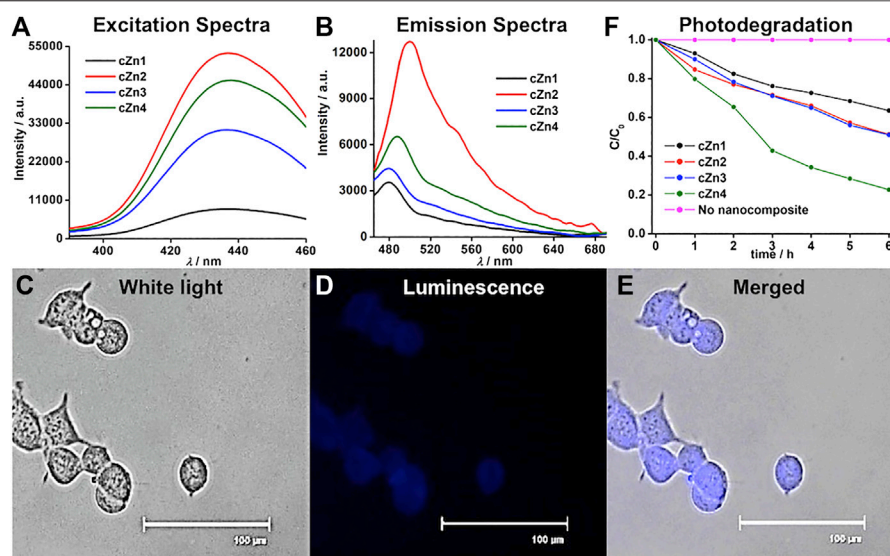 A Excitation Spectra
55000
44000
33000
22000
11000
0
Intensity / a.u.
cZn1
cZn2
cZn3
cZn4
400 420 440 460
λ / nm
B Emission Spectra
12000
9000
6000
3000
0
Intensity / a.u.
cZn1
cZn2
cZn3
cZn4
480 520 560 600 640 680
λ / nm
F Photodegradation
1.0
0.8
0.6
0.4
0.2
0.0
C/C0
cZn1
cZn2
cZn3
cZn4
No nanocomposite
0 1 2 3 4 5 6
time / h
C White light
100 µm
D Luminescence
100 µm
E Merged
100 µm